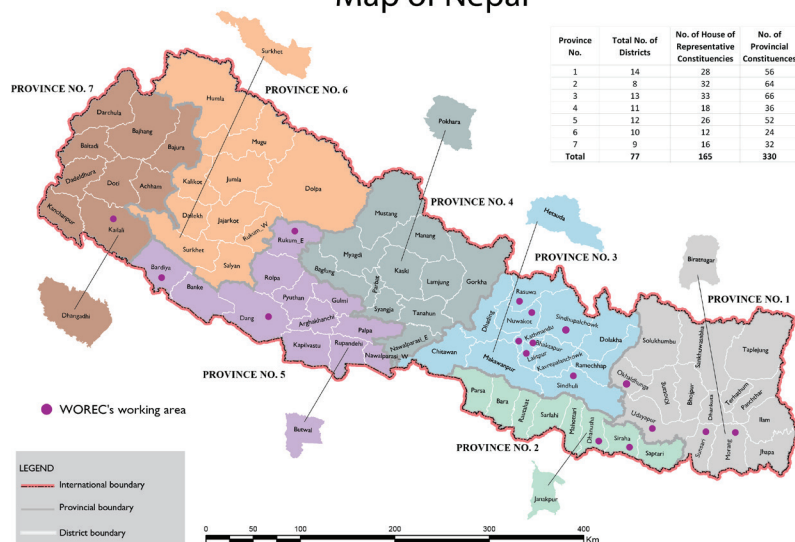 Map of Nepal
Province No.
Total No. of Districts
No. of House of Representative Constituencies
No. of Provincial Constituences
1 14 28 56
2 8 32 64
3 13 33 66
4 11 18 36
5 12 26 52
6 10 12 24
7 9 16 32
Total 77 165 330
Surkhet
PROVINCE NO. 7
PROVINCE NO. 6
Humla
Darchula
Bajhang
Mugu
Baitadi
Bajura
Dadeldhura
Doti
Achham
Kalikot
Jumla
Dolpa
Kanchanpur
Kailali
Dailekh
Jajarkot
Rukum_W
Surkhet
Salyan
Dhangadhi
Pokhara
PROVINCE NO. 4
Mustang
Manang
Myagdi
Kaski
Baglung
Parbat
Lamjung
Gorkha
Syangja
Tanahun
Nawalparasi_E
Rukum_E
Bardiya
Banke
Rolpa
Pyuthan
Gulmi
Dang
Arghakhanchi
Palpa
Kapilvastu
Rupandehi
Nawalparasi_W
PROVINCE NO. 5
Butwal
Hetauda
PROVINCE NO. 3
Rasuwa
Dhading
Nuwakot
Sindhupalchowk
Kathmandu
Bhaktapur
Lalitpur
Dolakha
Kavrepalanchowk
Ramechhap
Chitawan
Makawanpur
Sindhuli
Biratnagar
PROVINCE NO. 1
Solukhumbu
Sankhuwasabha
Taplejung
Okhaldhunga
Khotang
Bhojpur
Dhankuta
Terhathum
Panchthar
Udayapur
Ilam
Sunsari
Morang
Jhapa
Parsa
Bara
Rautahat
Sarlahi
Mahottari
Dhanusha
Siraha
Saptari
PROVINCE NO. 2
Janakpur
WOREC's working area
LEGEND
International boundary
Provincial boundary
District boundary
0 50 100 200 300 400
Km